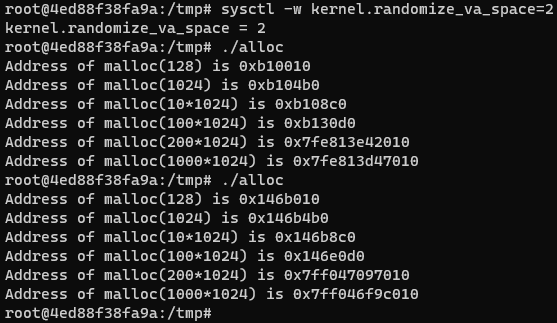 root@4ed88f38fa9a:/tmp# sysctl -w kernel.randomize_va_space=2
kernel.randomize_va_space = 2
root@4ed88f38fa9a:/tmp# ./alloc
Address of malloc(128) is 0xb10010
Address of malloc(1024) is 0xb104b0
Address of malloc(10*1024) is 0xb108c0
Address of malloc(100*1024) is 0xb130d0
Address of malloc(200*1024) is 0x7fe813e42010
Address of malloc(1000*1024) is 0x7fe813d47010
root@4ed88f38fa9a:/tmp# ./alloc
Address of malloc(128) is 0x146b010
Address of malloc(1024) is 0x146b4b0
Address of malloc(10*1024) is 0x146b8c0
Address of malloc(100*1024) is 0x146e0d0
Address of malloc(200*1024) is 0x7ff047097010
Address of malloc(1000*1024) is 0x7ff046f9c010
root@4ed88f38fa9a:/tmp#